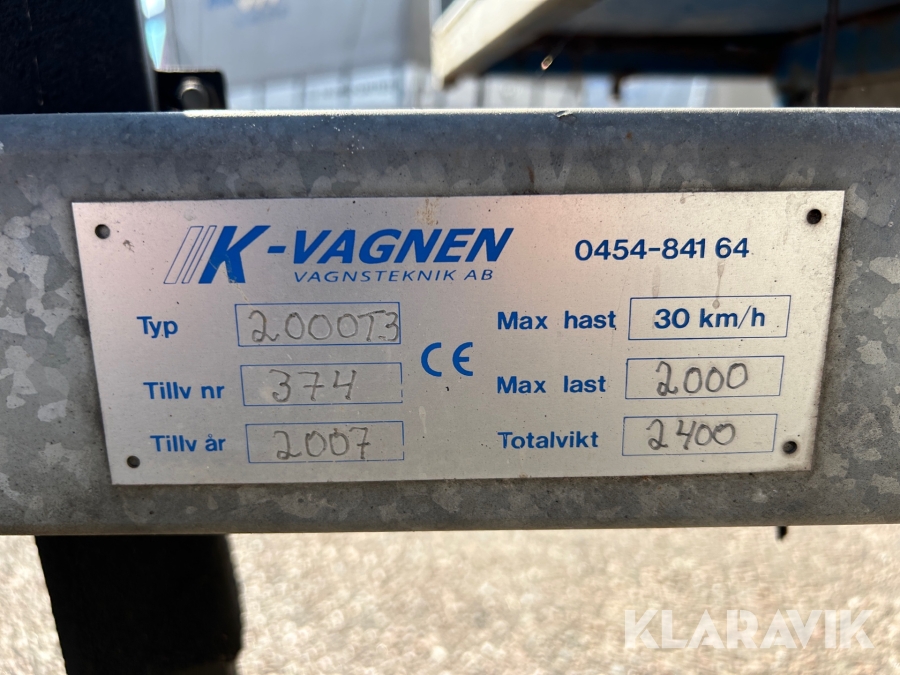 K-VAGNEN
VAGNSTEKNIK AB
0454-841 64
Typ 2000T3
Tillv nr 374
Tillv år 2007
CE
Max hast 30 km/h
Max last 2000
Totalvikt 2400
KLARAVIK